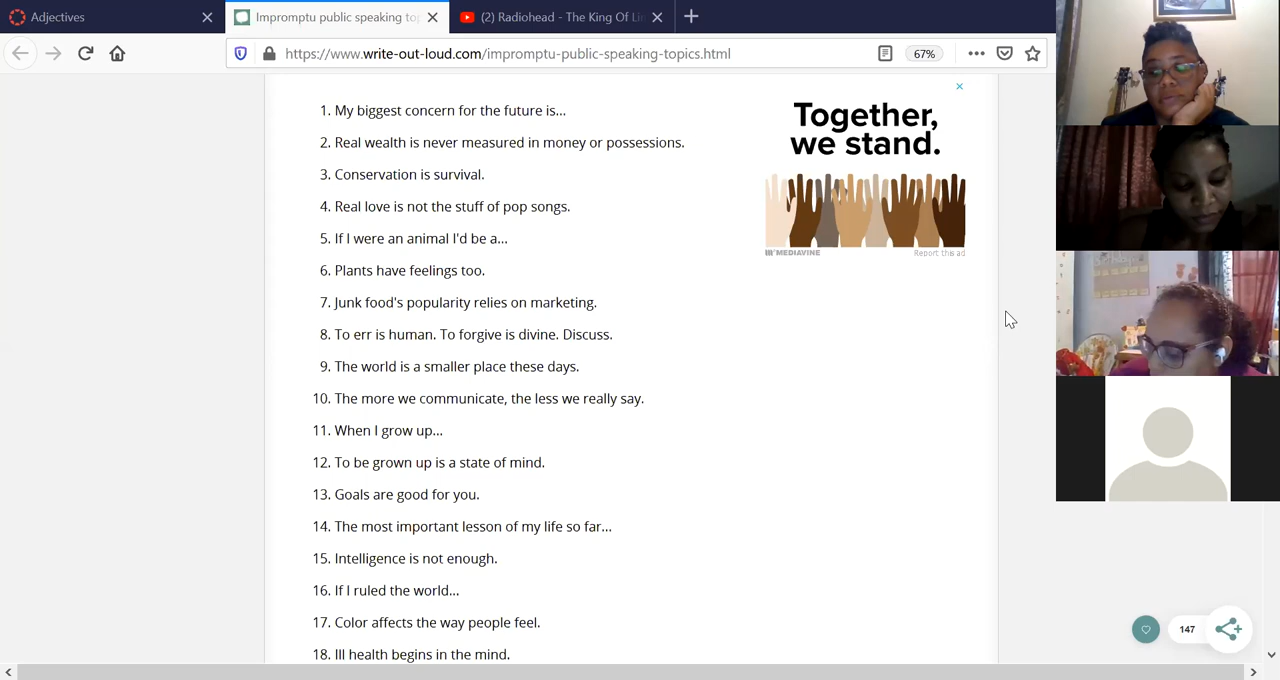 Adjectives
Impromptu public speaking to
(2) Radiohead - The King Of Li
https://www.write-out-loud.com/impromptu-public-speaking-topics.html
67%
1. My biggest concern for the future is...
2. Real wealth is never measured in money or possessions.
3. Conservation is survival.
4. Real love is not the stuff of pop songs.
5. If I were an animal I'd be a...
6. Plants have feelings too.
7. Junk food's popularity relies on marketing.
8. To err is human. To forgive is divine. Discuss.
9. The world is a smaller place these days.
10. The more we communicate, the less we really say.
11. When I grow up...
12. To be grown up is a state of mind.
13. Goals are good for you.
14. The most important lesson of my life so far...
15. Intelligence is not enough.
16. If I ruled the world...
17. Color affects the way people feel.
18. Ill health begins in the mind.
Together,
we stand.
MEDIAVINE
Report this ad
147